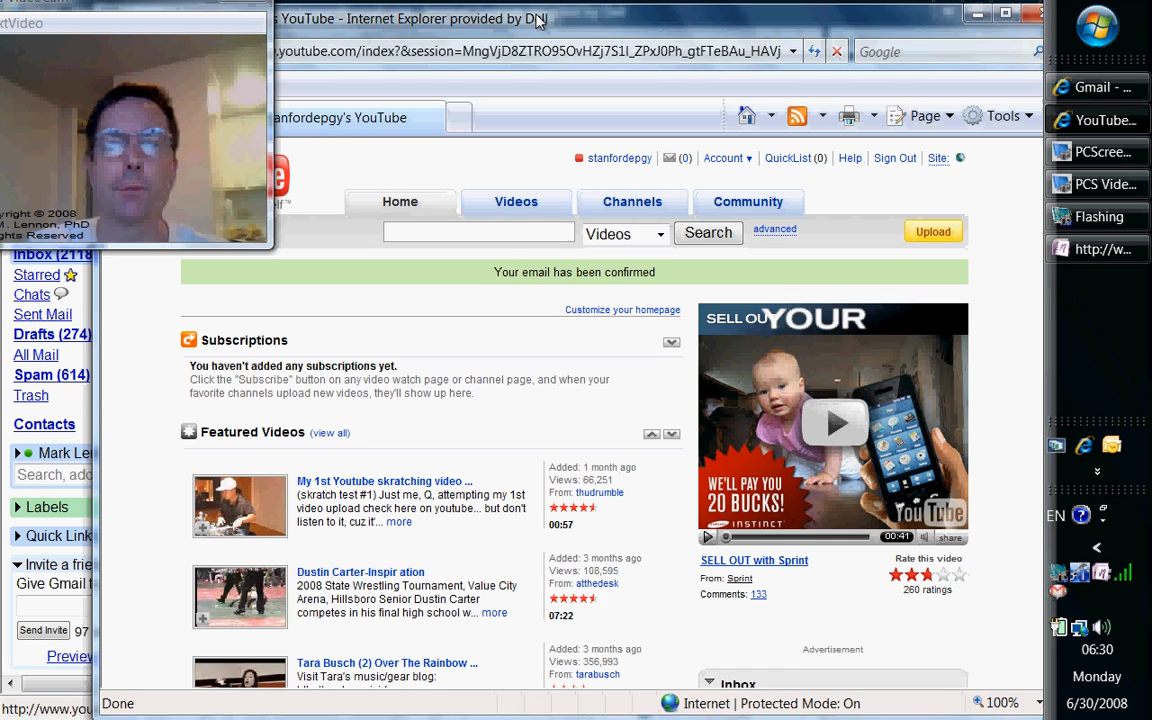 s YouTube - Internet Explorer provided by D
xtVideo
.youtube.com/index?&session=MngVjD8ZTRO95OvHZj7S1I_ZPxJ0Ph_gtFTeBAu_HAVj
Google
anfordepgy's YouTube
Page
Tools
stanfordepgy
(0)
Account
QuickList (0)
Help
Sign Out
Site:
Home
Videos
Channels
Community
Videos
Search
advanced
Upload
yright © 2008
M. Lennon, PhD
ghts Reserved
Your email has been confirmed
Customize your homepage
Inbox (2118
Starred
Chats
Sent Mail
Drafts (274)
All Mail
Spam (614)
Trash
Contacts
Mark Le
Search, add
Labels
Quick Link
Invite a frie
Give Gmail t
Send Invite
97
Preview
http://www.you
Subscriptions
You haven't added any subscriptions yet.
Click the "Subscribe" button on any video watch page or channel page, and when your
favorite channels upload new videos, they'll show up here.
Featured Videos (view all)
My 1st Youtube skratching video ...
(skratch test #1) Just me, Q, attempting my 1st
video upload check here on youtube... but don't
listen to it, cuz it'... more
Added: 1 month ago
Views: 66,251
From: thudrumble
00:57
Dustin Carter-Inspir ation
2008 State Wrestling Tournament, Value City
Arena, Hillsboro Senior Dustin Carter
competes in his final high school w... more
Added: 3 months ago
Views: 108,595
From: atthedesk
07:22
Tara Busch (2) Over The Rainbow ...
Visit Tara's music/gear blog:
Added: 3 months ago
Views: 356,993
From: tarabusch
SELL OU YOUR
WE'LL PAY YOU
20 BUCKS!
INSTINCT
YouTube
00:41
share
SELL OUT with Sprint
From: Sprint
Comments: 133
Rate this video
260 ratings
Advertisement
Inbox
Done
Internet | Protected Mode: On
100%
Gmail - ...
YouTube...
PCScree...
PCS Vide...
Flashing
http://w...
EN
06:30
Monday
6/30/2008